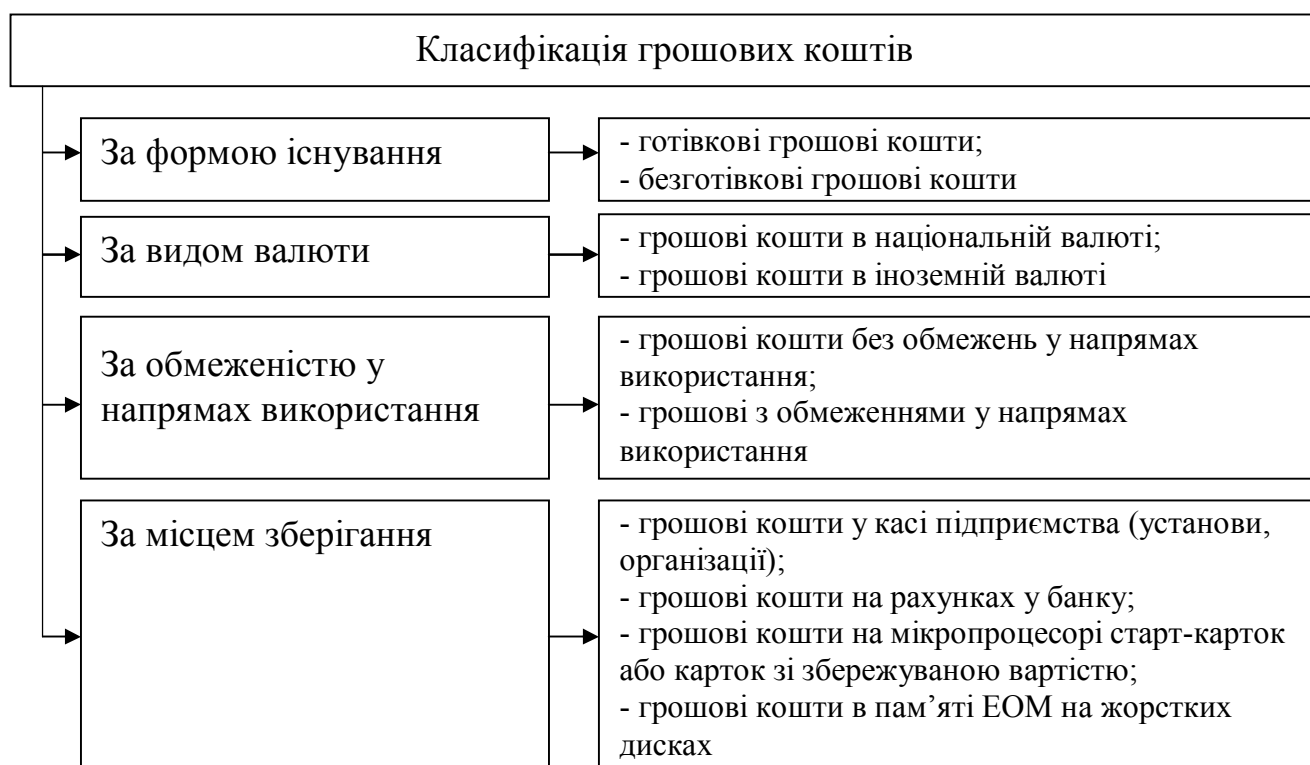 Класифікація грошових коштів
За формою існування
- готівкові грошові кошти;
- безготівкові грошові кошти
За видом валюти
- грошові кошти в національній валюті;
- грошові кошти в іноземній валюті
За обмеженістю у
напрямах використання
- грошові кошти без обмежень у напрямах
використання;
- грошові з обмеженнями у напрямах
використання
За місцем зберігання
- грошові кошти у касі підприємства (установи,
організації);
- грошові кошти на рахунках у банку;
- грошові кошти на мікропроцесорі старт-карток
або карток зі збережуваною вартістю;
- грошові кошти в пам’яті ЕОМ на жорстких
дисках